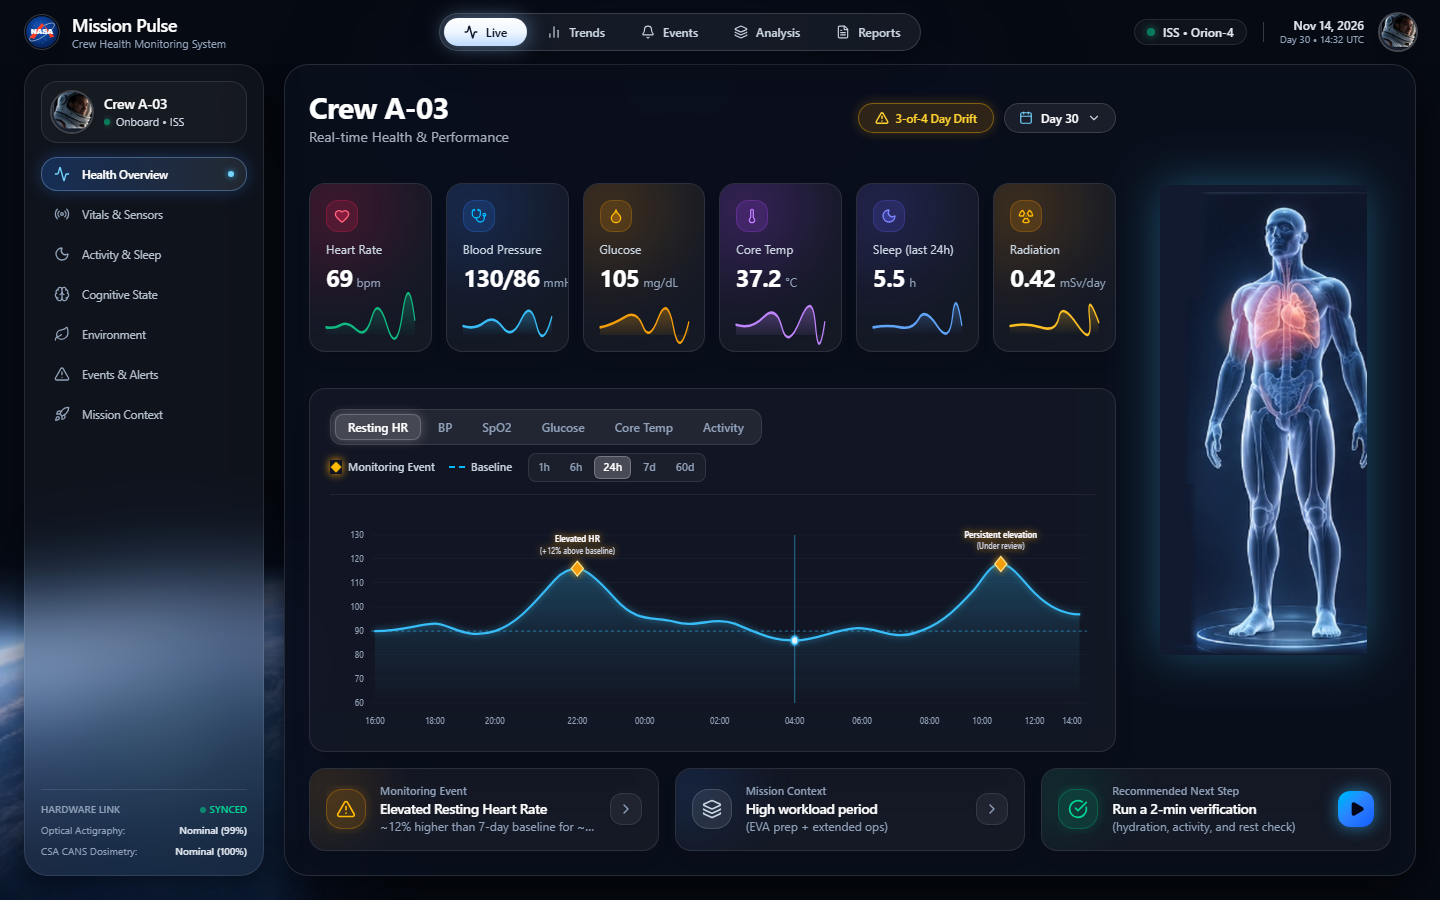 NASA
Mission Pulse
Crew Health Monitoring System
Live
Trends
Events
Analysis
Reports
ISS • Orion-4
Nov 14, 2026
Day 30 • 14:32 UTC
Crew A-03
Onboard • ISS
Health Overview
Vitals & Sensors
Activity & Sleep
Cognitive State
Environment
Events & Alerts
Mission Context
HARDWARE LINK
SYNCED
Optical Actigraphy:
Nominal (99%)
CSA CANS Dosimetry:
Nominal (100%)
Crew A-03
Real-time Health & Performance
3-of-4 Day Drift
Day 30
Heart Rate
69 bpm
Blood Pressure
130/86 mmH
Glucose
105 mg/dL
Core Temp
37.2 °C
Sleep (last 24h)
5.5 h
Radiation
0.42 mSv/day
Resting HR
BP
SpO2
Glucose
Core Temp
Activity
Monitoring Event
Baseline
1h
6h
24h
7d
60d
130
120
110
100
90
80
70
60
Elevated HR
(+12% above baseline)
Persistent elevation
(Under review)
16:00
18:00
20:00
22:00
00:00
02:00
04:00
06:00
08:00
10:00
12:00
14:00
Monitoring Event
Elevated Resting Heart Rate
~12% higher than 7-day baseline for ~...
Mission Context
High workload period
(EVA prep + extended ops)
Recommended Next Step
Run a 2-min verification
(hydration, activity, and rest check)